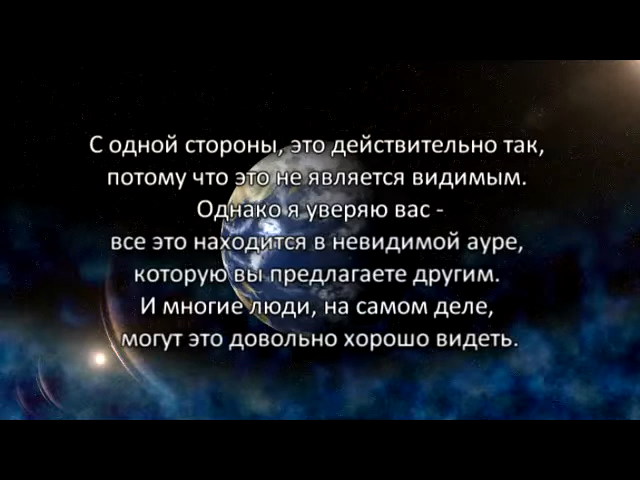 С одной стороны, это действительно так,
потому что это не является видимым.
Однако я уверяю вас -
все это находится в невидимой ауре,
которую вы предлагаете другим.
И многие люди, на самом деле,
могут это довольно хорошо видеть.